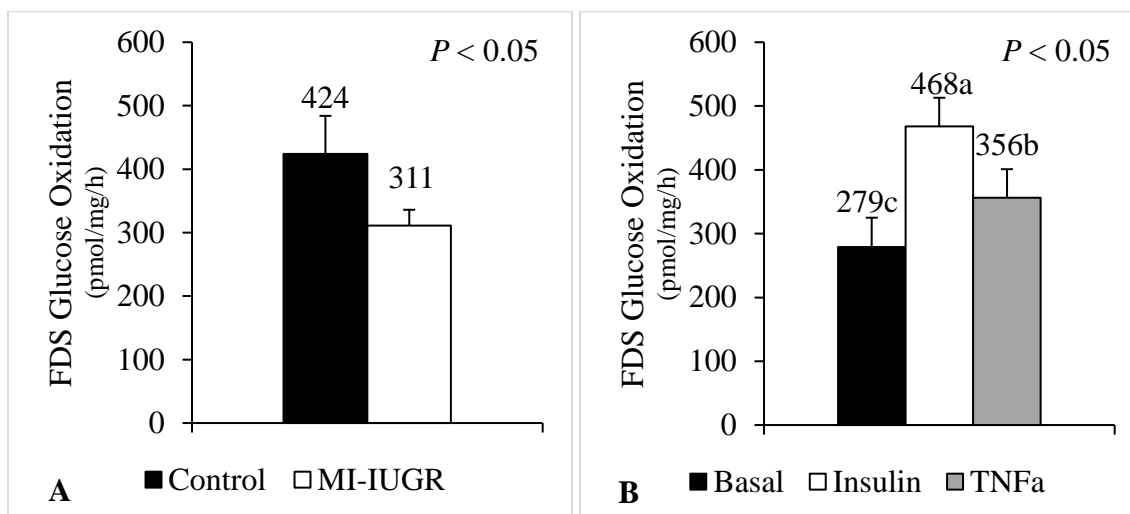 600
500
400
300
200
100
0
FDS Glucose Oxidation
(pmol/mg/h)
P < 0.05
424
311
Control MI-IUGR
A
600
500
400
300
200
100
0
FDS Glucose Oxidation
(pmol/mg/h)
P < 0.05
468a
356b
279c
Basal Insulin TNFa
B